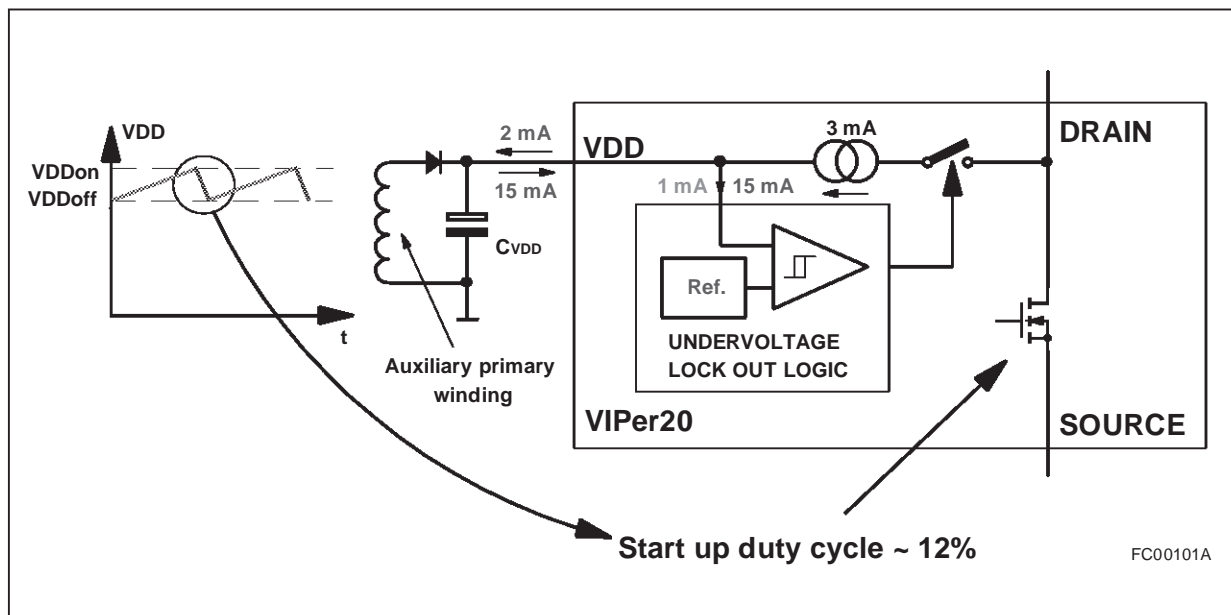 VDD
VDDon
VDDoff
t
2 mA
15 mA
CVDD
Auxiliary primary
winding
VDD
3 mA
DRAIN
1 mA
15 mA
Ref.
UNDERVOLTAGE
LOCK OUT LOGIC
VIPer20
SOURCE
Start up duty cycle ~ 12%
FC00101A